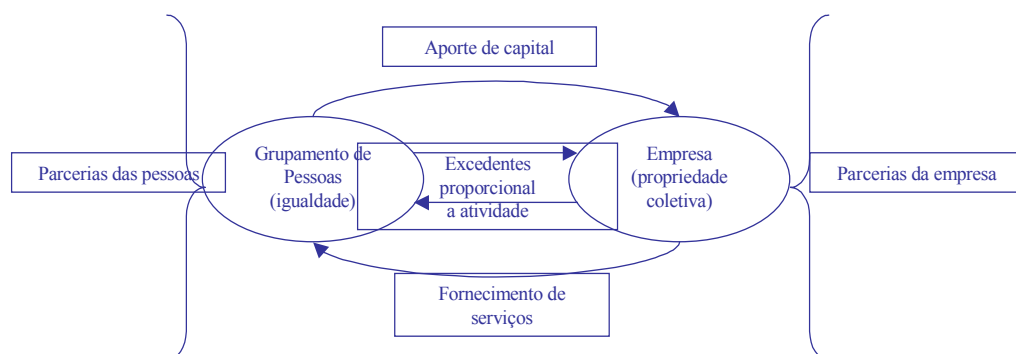 Aporte de capital
Parcerias das pessoas
Grupamento de
Pessoas
(igualdade)
Excedentes
proporcional
a atividade
Empresa
(propriedade
coletiva)
Parcerias da empresa
Fornecimento de
serviços